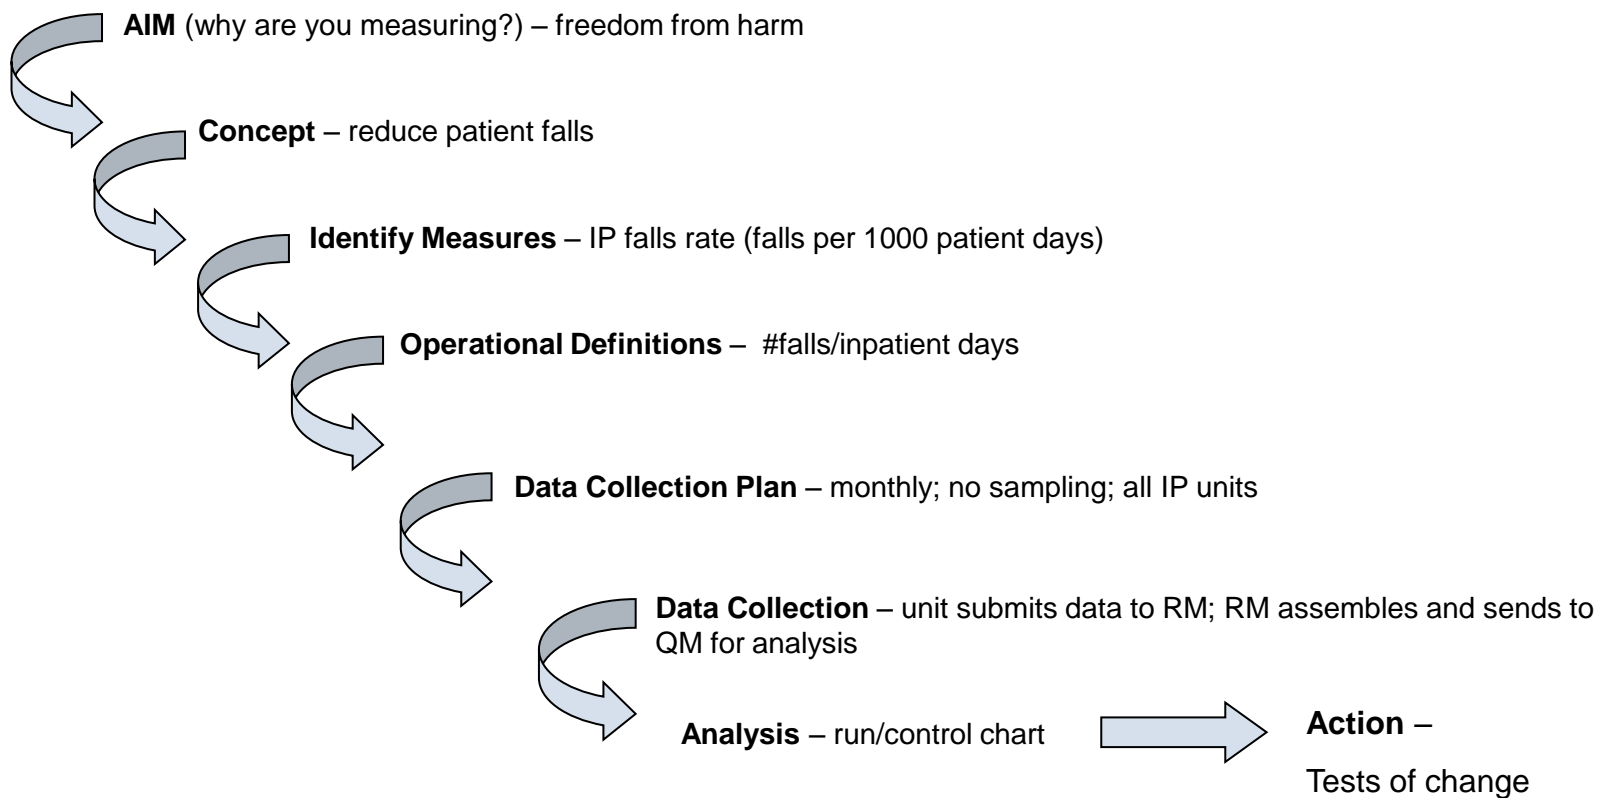 AIM (why are you measuring?) – freedom from harm
Concept – reduce patient falls
Identify Measures – IP falls rate (falls per 1000 patient days)
Operational Definitions – #falls/inpatient days
Data Collection Plan – monthly; no sampling; all IP units
Data Collection – unit submits data to RM; RM assembles and sends to
QM for analysis
Analysis – run/control chart
Action –
Tests of change